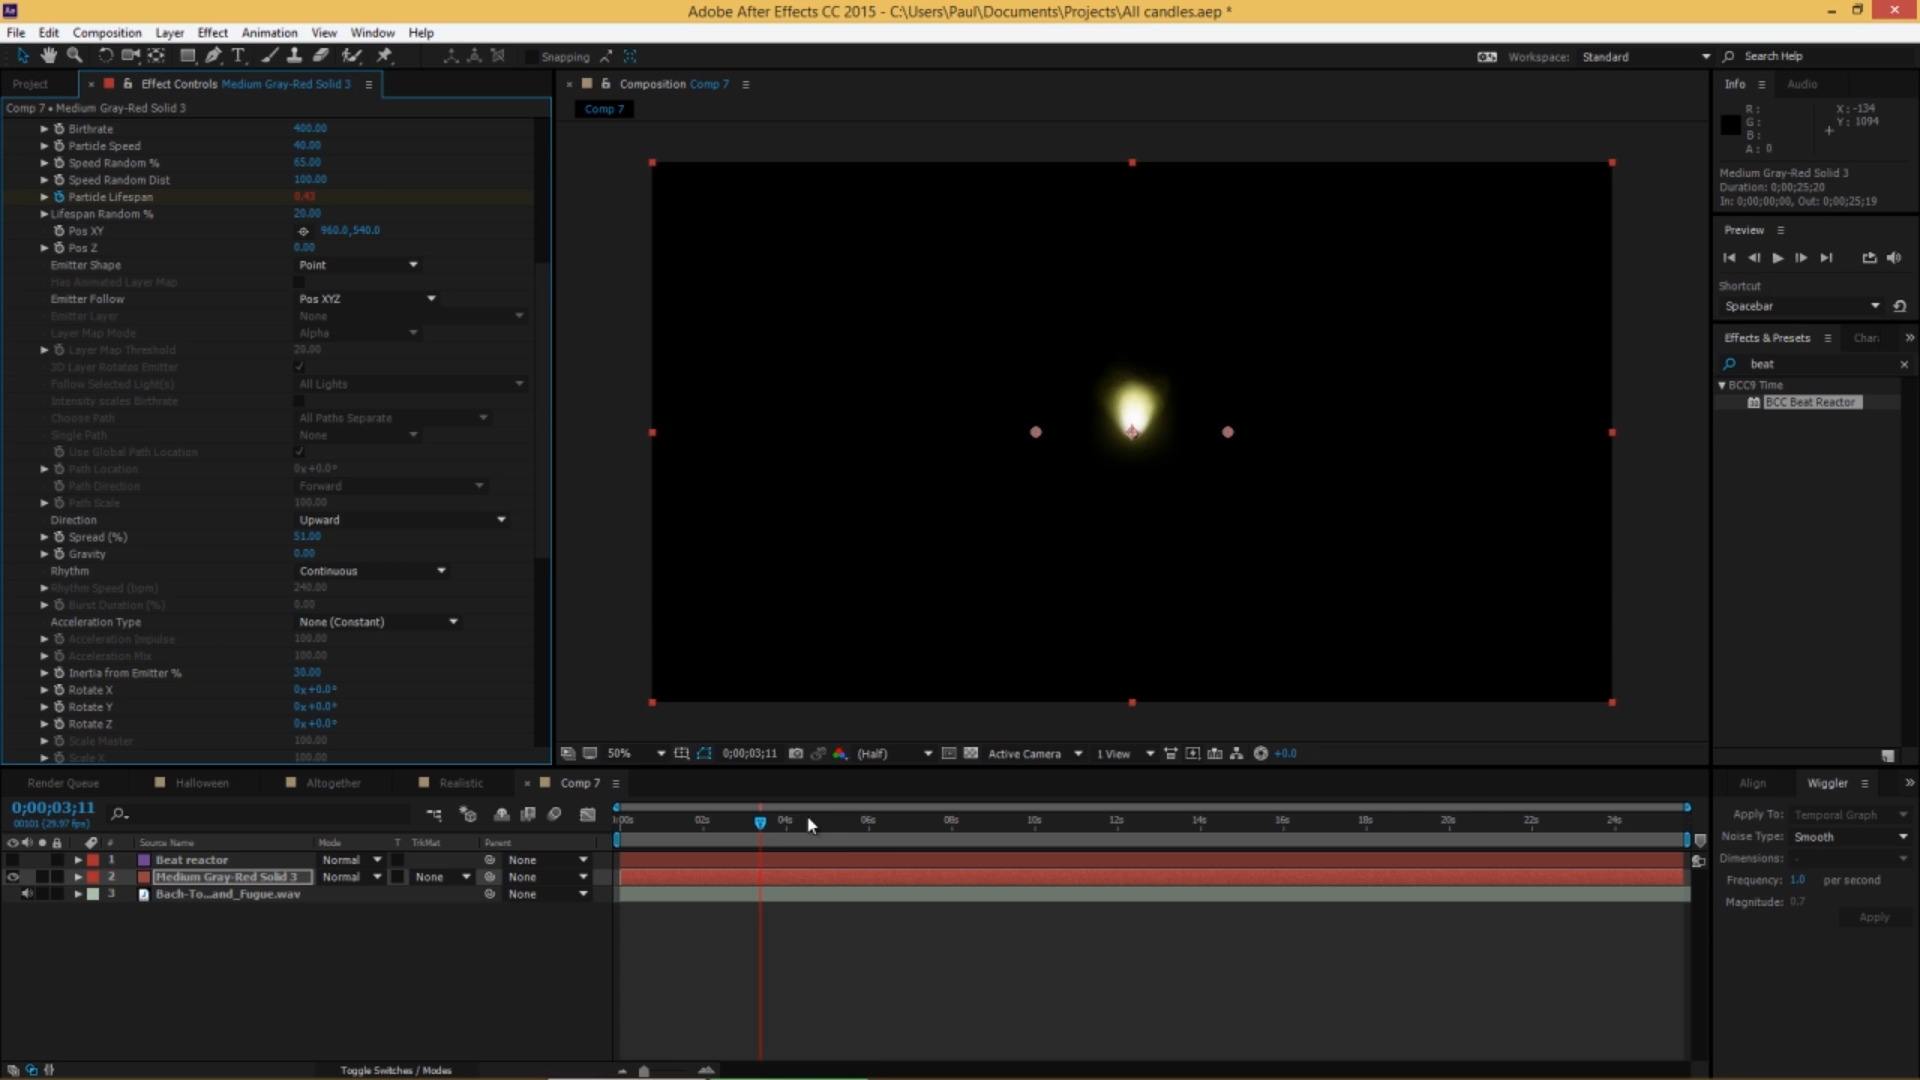 Adobe After Effects CC 2015 - C:\Users\Paul\Documents\Projects\All candles.aep *
File Edit Composition Layer Effect Animation View Window Help
Snapping
Workspace: Standard
Search Help
Project
Effect Controls Medium Gray-Red Solid 3
Comp 7 • Medium Gray-Red Solid 3
Birthrate 400.00
Particle Speed 40.00
Speed Random % 65.00
Speed Random Dist 100.00
Particle Lifespan 0.43
Lifespan Random % 20.00
Pos XY 960.0,540.0
Pos Z 0.00
Emitter Shape Point
Has Animated Layer Map
Emitter Follow Pos XYZ
Emitter Layer None
Layer Map Mode Alpha
Layer Map Threshold 20.00
3D Layer Rotates Emitter
Follow Selected Light(s) All Lights
Intensity scales Birthrate
Choose Path All Paths Separate
Single Path None
Use Global Path Location
Path Location 0x+0.0°
Path Direction Forward
Path Scale 100.00
Direction Upward
Spread (%) 51.00
Gravity 0.00
Rhythm Continuous
Rhythm Speed (bpm) 240.00
Burst Duration (%) 0.00
Acceleration Type None (Constant)
Acceleration Impulse 100.00
Acceleration Mix 100.00
Inertia from Emitter % 30.00
Rotate X 0x+0.0°
Rotate Y 0x+0.0°
Rotate Z 0x+0.0°
Scale Master 100.00
Scale X 100.00
Composition Comp 7
Comp 7
50% 0;00;03;11 (Half) Active Camera 1 View +0.0
Info Audio
R: X: -134
G: Y: 1094
B:
A: 0
Medium Gray-Red Solid 3
Duration: 0;00;25;20
In: 0;00;00;00, Out: 0;00;25;19
Preview
Shortcut
Spacebar
Effects & Presets Char
beat
BCC9 Time
BCC Beat Reactor
Render Queue Halloween Altogether Realistic Comp 7
0;00;03;11
00101 (29.97 fps)
:00s 02s 04s 06s 08s 10s 12s 14s 16s 18s 20s 22s 24s
# Source Name Mode T TrkMat Parent
1 Beat reactor Normal None
2 Medium Gray-Red Solid 3 Normal None None
3 Bach-To...and_Fugue.wav None
Toggle Switches / Modes
Align Wiggler
Apply To: Temporal Graph
Noise Type: Smooth
Dimensions: -
Frequency: 1.0 per second
Magnitude: 0.7
Apply